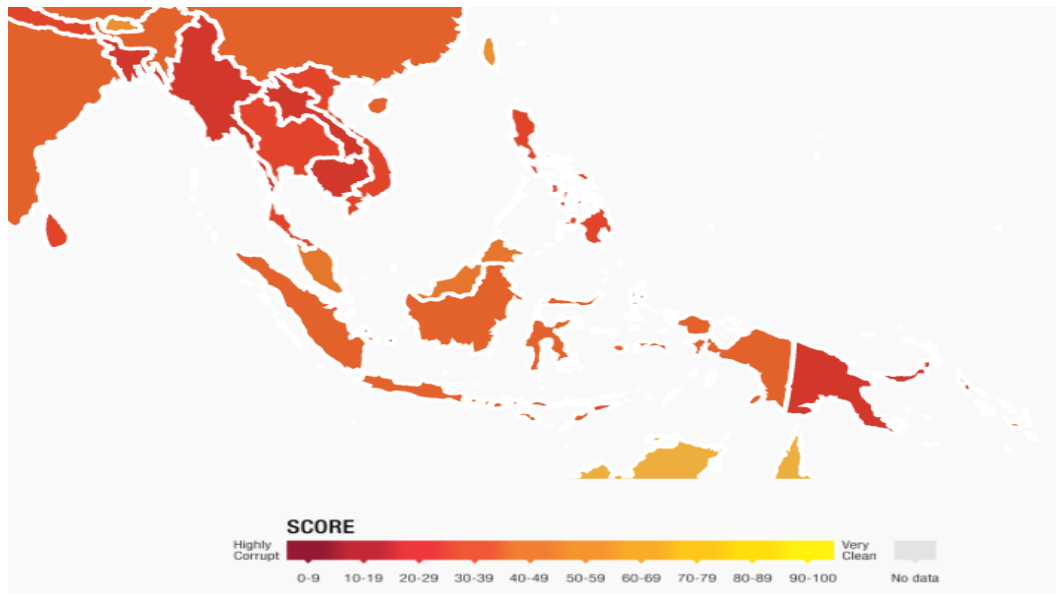 SCORE
Highly
Corrupt
Very
Clean
0-9 10-19 20-29 30-39 40-49 50-59 60-69 70-79 80-89 90-100 No data